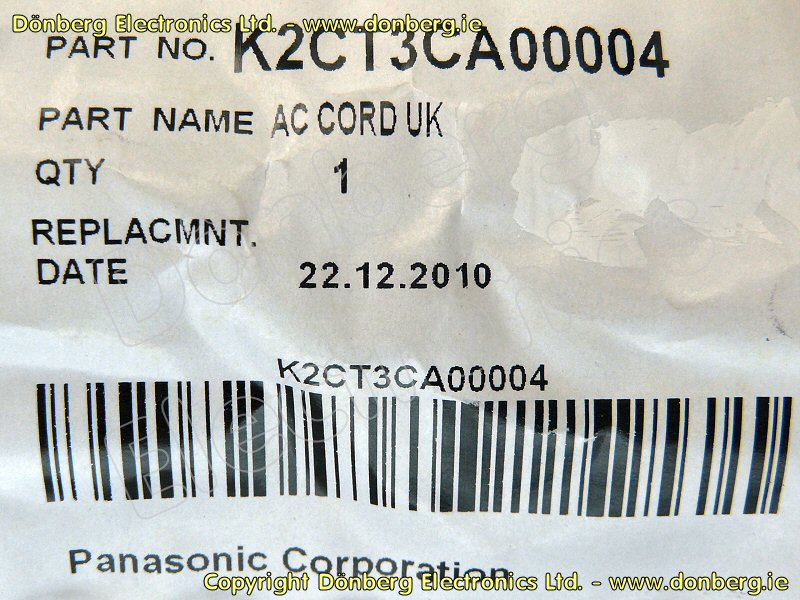 Dönberg Electronics Ltd. - www.donberg.ie
PART NO. K2CT3CA00004
PART NAME AC CORD UK
QTY 1
REPLACMNT.
DATE 22.12.2010
K2CT3CA00004
Panasonic Corporation
Copyright Dönberg Electronics Ltd. - www.donberg.ie